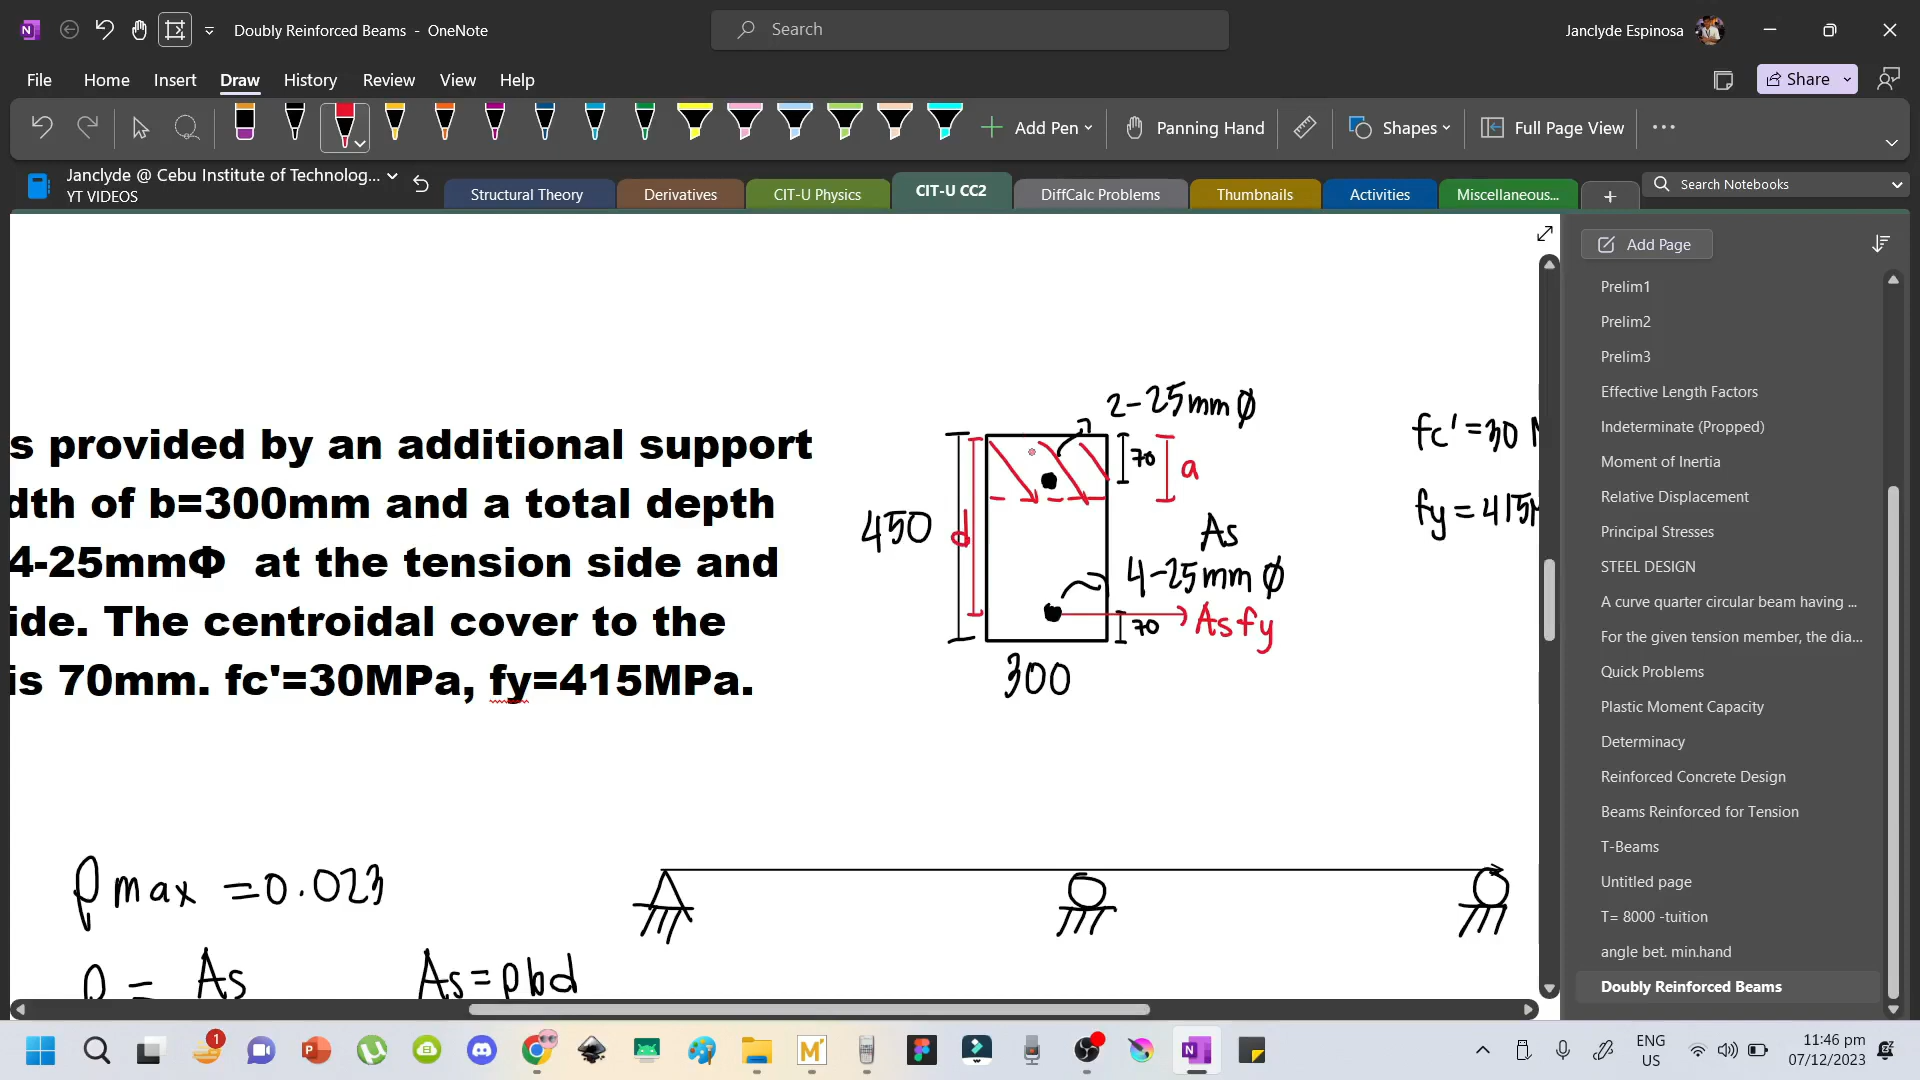 Doubly Reinforced Beams - OneNote
Search
Janclyde Espinosa
File Home Insert Draw History Review View Help
Share
Add Pen
Panning Hand
Shapes
Full Page View
Janclyde @ Cebu Institute of Technolog...
YT VIDEOS
Structural Theory
Derivatives
CIT-U Physics
CIT-U CC2
DiffCalc Problems
Thumbnails
Activities
Miscellaneous...
Search Notebooks
Add Page
Prelim1
Prelim2
Prelim3
Effective Length Factors
Indeterminate (Propped)
Moment of Inertia
Relative Displacement
Principal Stresses
STEEL DESIGN
A curve quarter circular beam having ...
For the given tension member, the dia...
Quick Problems
Plastic Moment Capacity
Determinacy
Reinforced Concrete Design
Beams Reinforced for Tension
T-Beams
Untitled page
T= 8000 -tuition
angle bet. min.hand
Doubly Reinforced Beams
s provided by an additional support
dth of b=300mm and a total depth
4-25mmΦ at the tension side and
ide. The centroidal cover to the
is 70mm. fc'=30MPa, fy=415MPa.
2-25mm Ø
70
a
450
d
As
4-25mm Ø
70
Asfy
300
fc' = 30 M
fy = 415M
ρmax = 0.023
ρ = As
As = ρbd
1
ENG
US
11:46 pm
07/12/2023